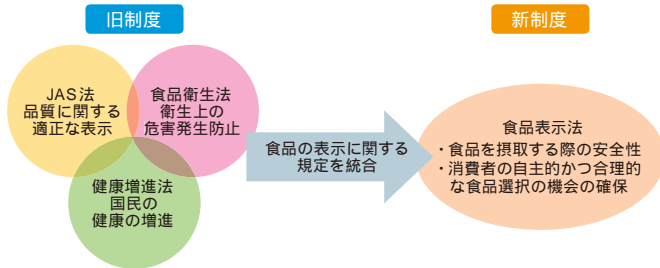 旧制度
新制度
JAS法
品質に関する
適正な表示
食品衛生法
衛生上の
危害発生防止
健康増進法
国民の
健康の増進
食品の表示に関する
規定を統合
食品表示法
・食品を摂取する際の安全性
・消費者の自主的かつ合理的
な食品選択の機会の確保